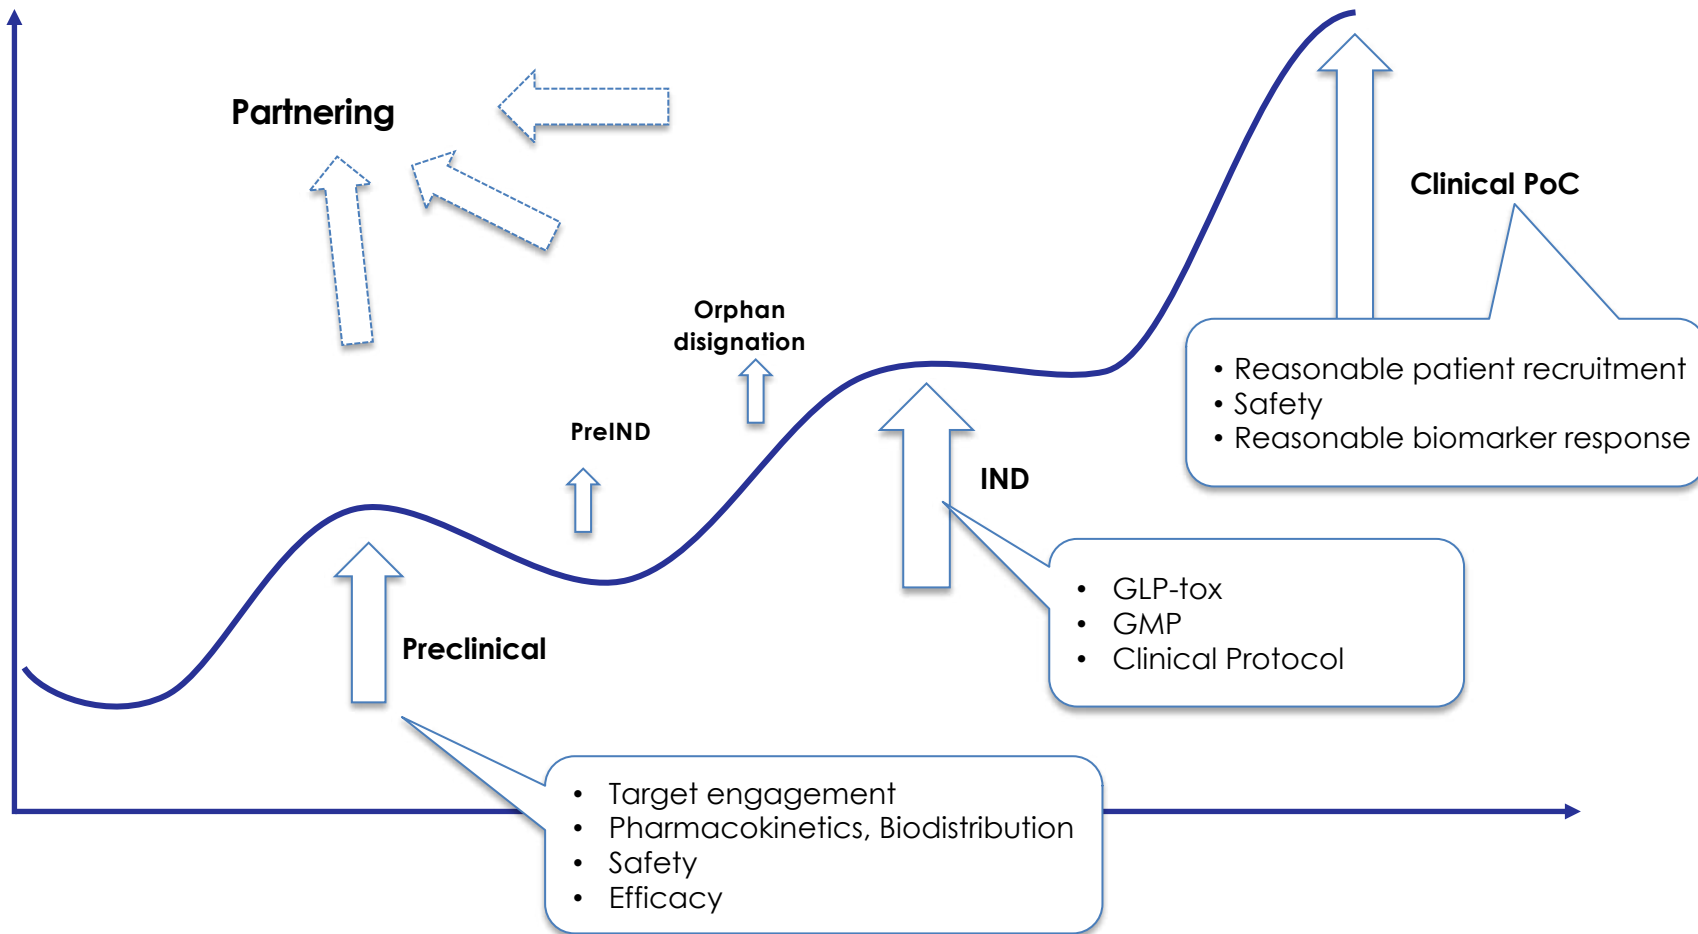 Partnering
Clinical PoC
Orphan
disignation
• Reasonable patient recruitment
• Safety
• Reasonable biomarker response
PreIND
IND
• GLP-tox
• GMP
• Clinical Protocol
Preclinical
• Target engagement
• Pharmacokinetics, Biodistribution
• Safety
• Efficacy